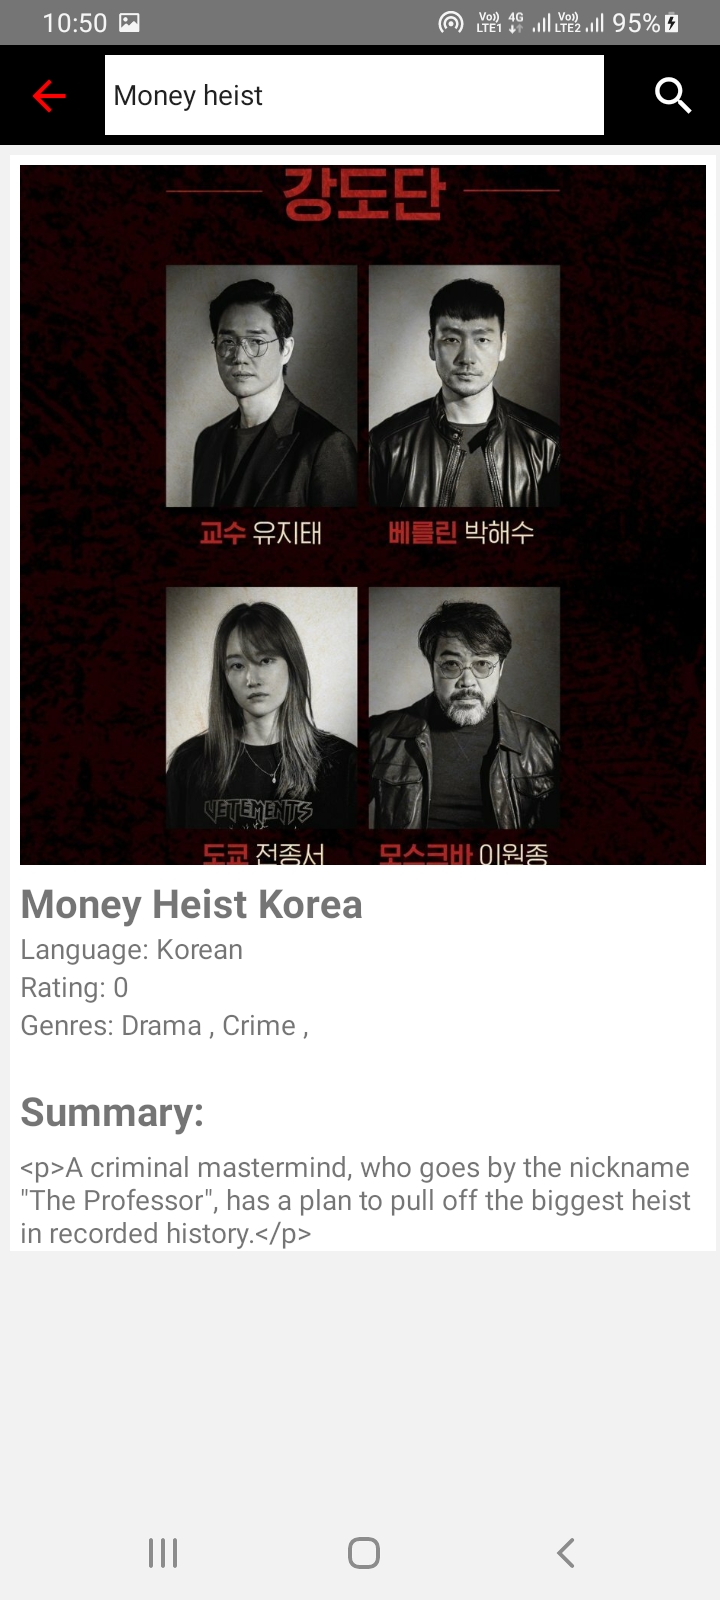 10:50
Vo)) LTE1 4G Vo)) LTE2 95%
Money heist
강도단
교수 유지태
베를린 박해수
VETEMENTS
도쿄 전종서
모스크바 이원종
Money Heist Korea
Language: Korean
Rating: 0
Genres: Drama , Crime ,
Summary:
<p>A criminal mastermind, who goes by the nickname
"The Professor", has a plan to pull off the biggest heist
in recorded history.</p>